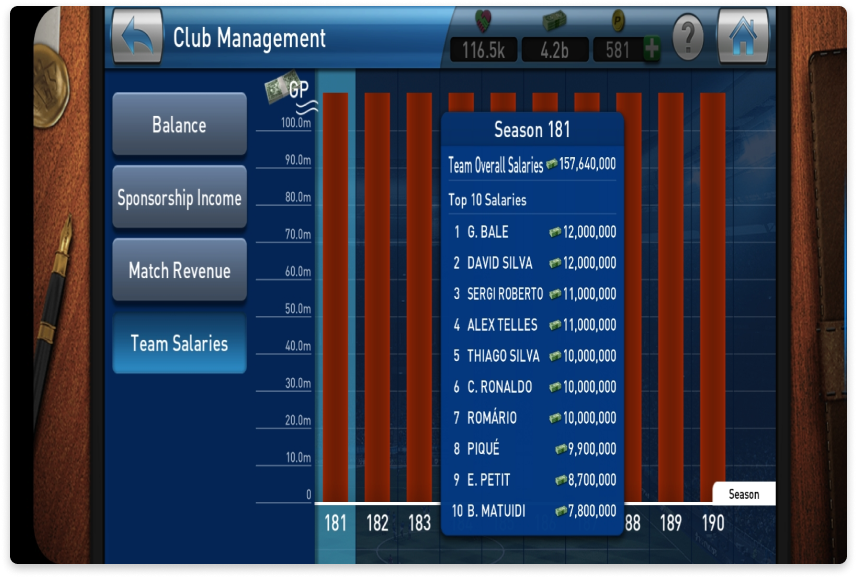 Club Management
116.5k
4.2b
581
P
?
Balance
Sponsorship Income
Match Revenue
Team Salaries
GP
100.0m
90.0m
80.0m
70.0m
60.0m
50.0m
40.0m
30.0m
20.0m
10.0m
0
Season 181
Team Overall Salaries 157,640,000
Top 10 Salaries
1 G. BALE 12,000,000
2 DAVID SILVA 12,000,000
3 SERGI ROBERTO 11,000,000
4 ALEX TELLES 11,000,000
5 THIAGO SILVA 10,000,000
6 C. RONALDO 10,000,000
7 ROMÁRIO 10,000,000
8 PIQUÉ 9,900,000
9 E. PETIT 8,700,000
10 B. MATUIDI 7,800,000
Season
181 182 183 88 189 190